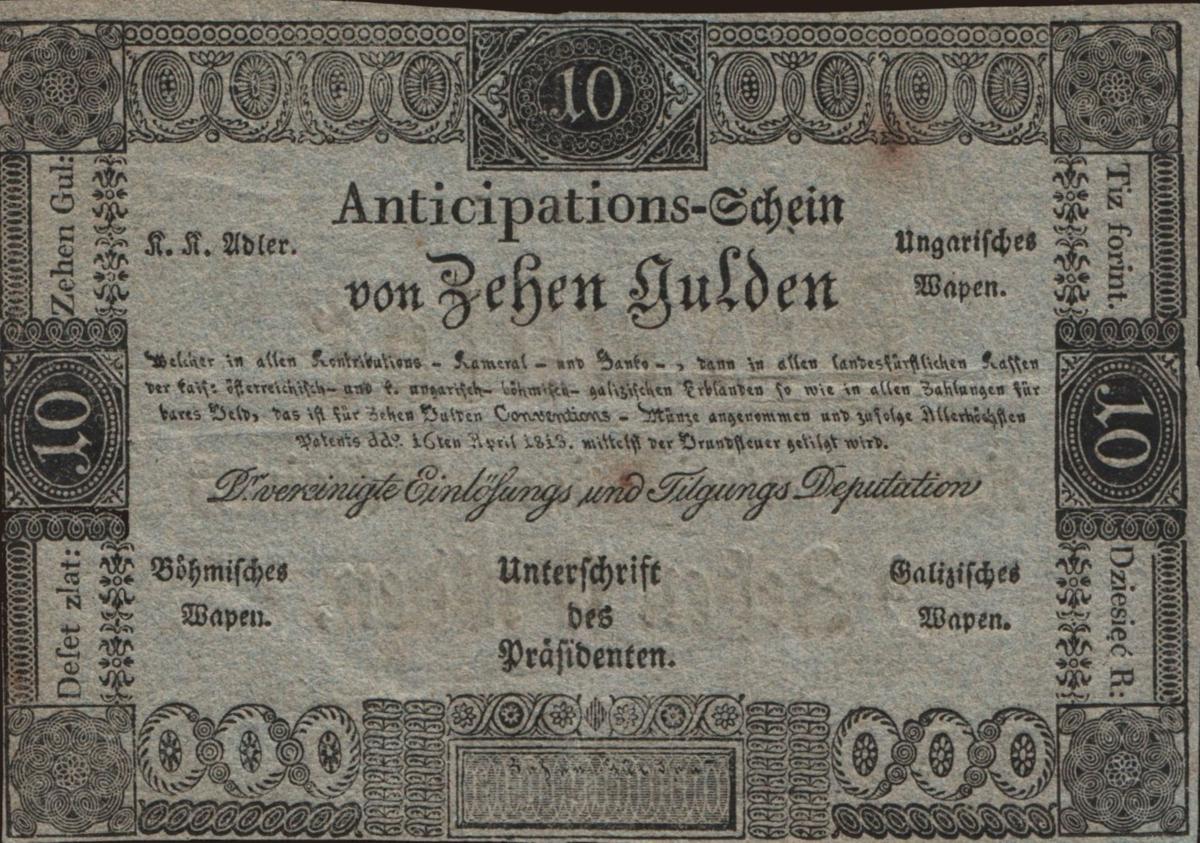 10
Anticipations-Schein
K. K. Adler.
Ungarisches
Wapen.
von Zehen Gulden
Zehen Gul:
Tiz forint.
Welcher in allen Kontributions - Kameral - und Banko -, dann in allen landesfürstlichen Kassen
der kais: österreichisch- und k. ungarisch- böhmisch- galizischen Erblanden so wie in allen Zahlungen für
bares Geld, das ist für Zehen Gulden Conventions - Münze angenommen und zufolge Allerhöchsten
Patents ddo. 16ten April 1813. mittelst der Grundsteuer getilgt wird.
10
10
Dr vereinigte Einlösungs und Tilgungs Deputation
Deset zlat:
Dziesięć R:
Böhmisches
Wapen.
Unterschrift
des
Präsidenten.
Galizisches
Wapen.